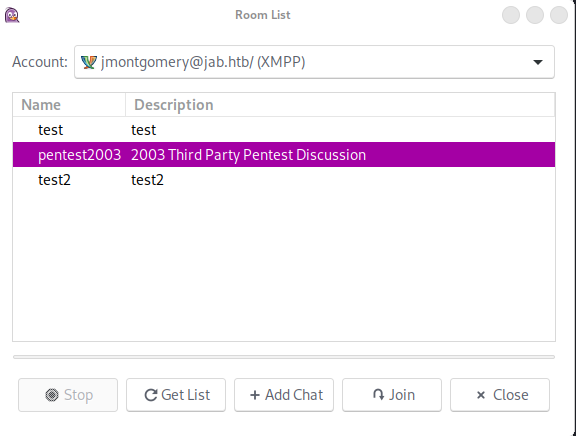 Room List
Account: jmontgomery@jab.htb/ (XMPP)
Name Description
test test
pentest2003 2003 Third Party Pentest Discussion
test2 test2
Stop Get List Add Chat Join Close